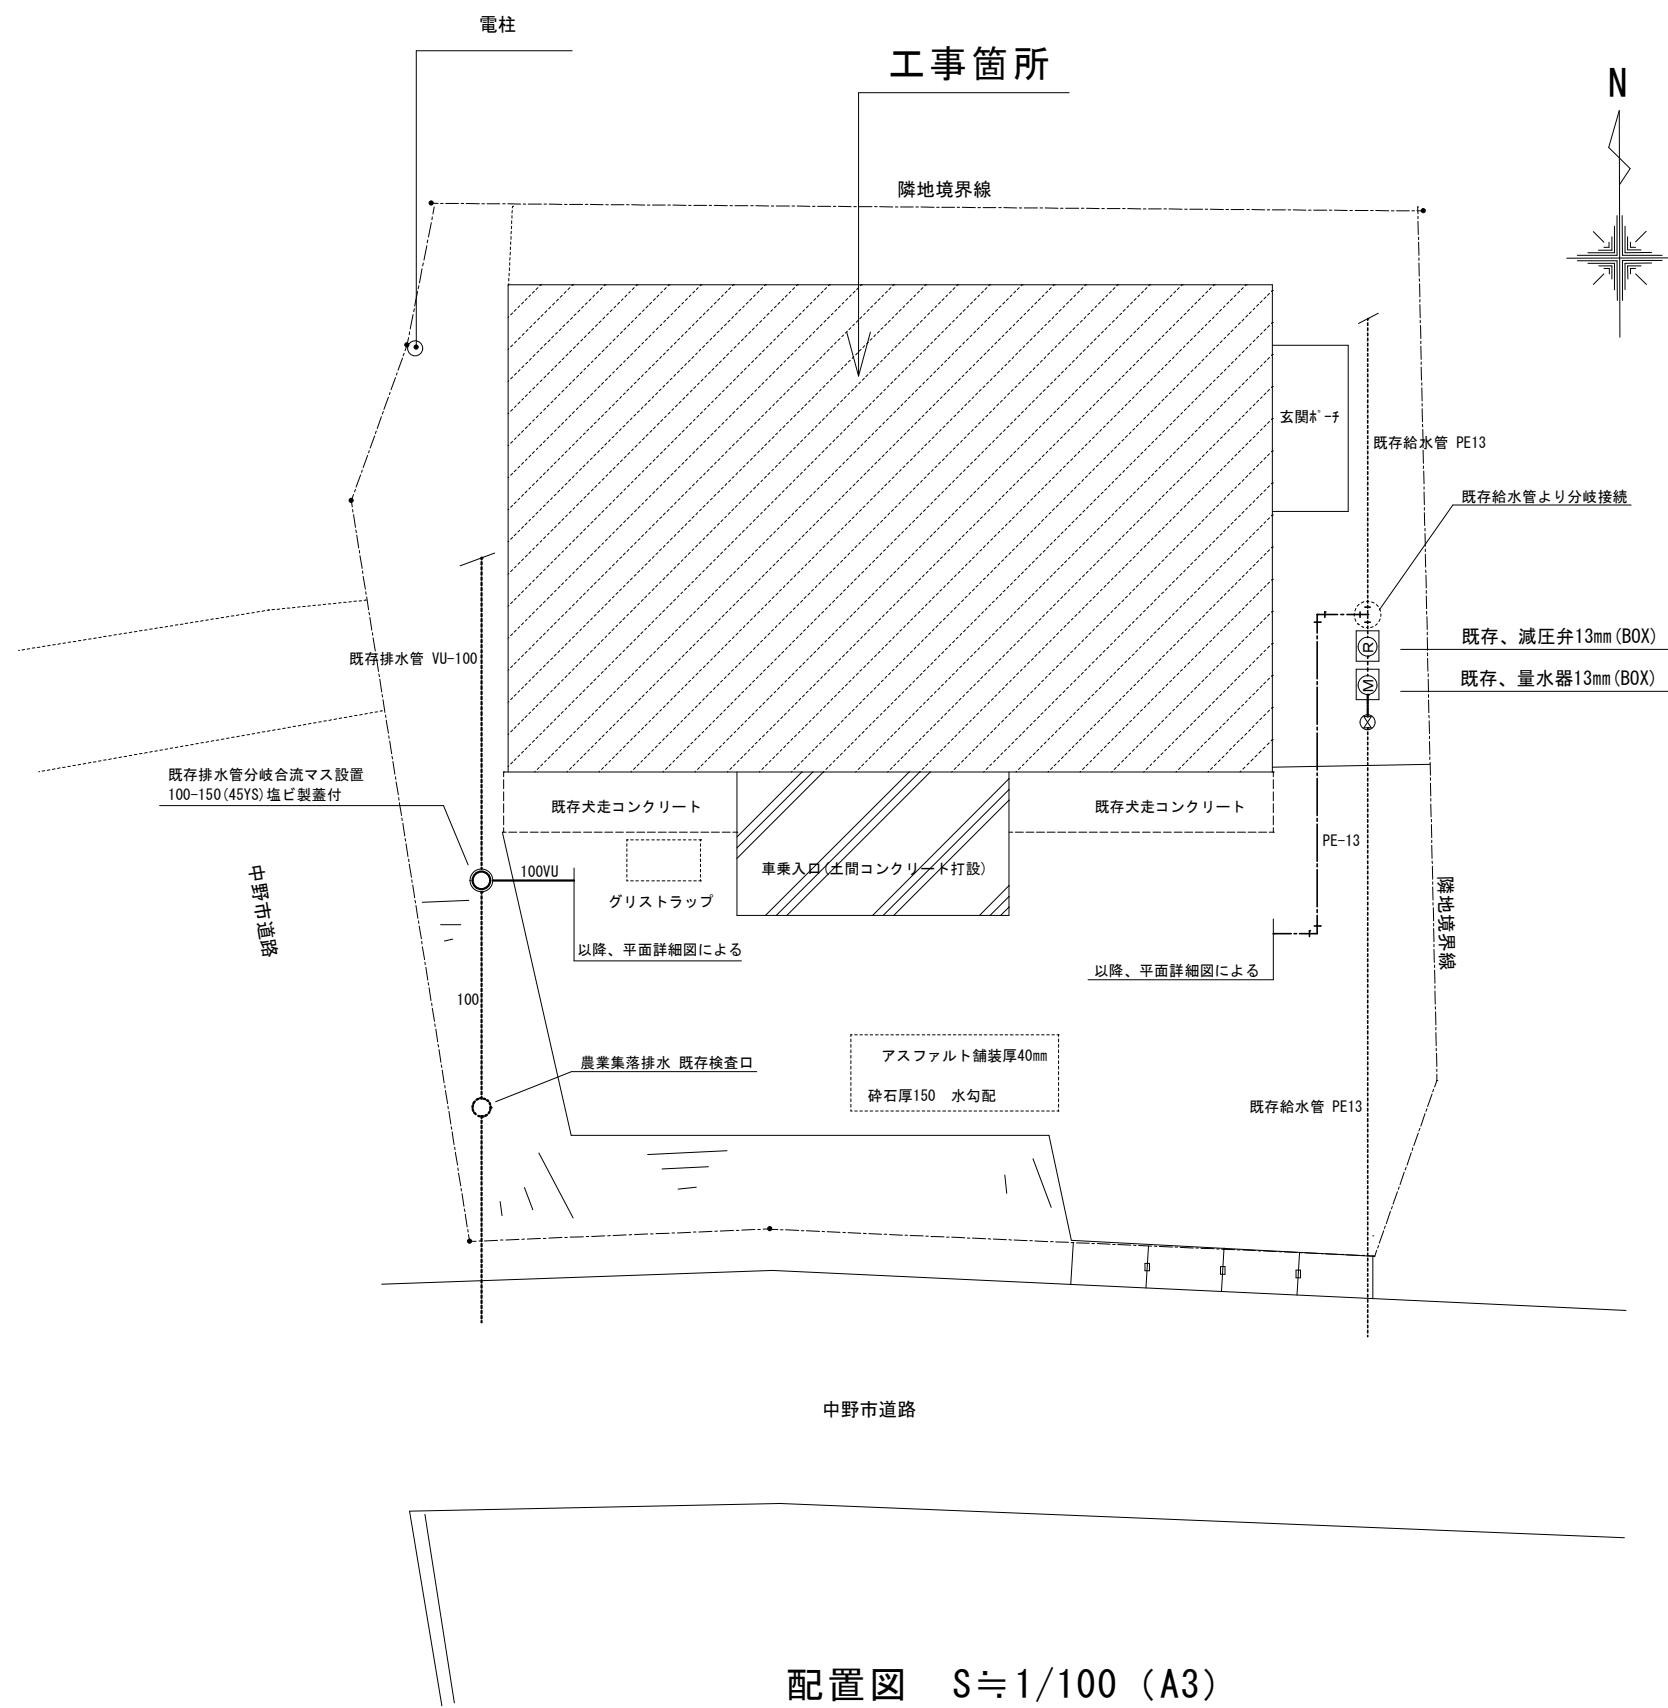 電柱
工事箇所
N
隣地境界線
玄関ポーチ
既存給水管 PE13
既存給水管より分岐接続
既存、減圧弁13mm(BOX)
R
既存排水管 VU-100
既存、量水器13mm(BOX)
M
既存排水管分岐合流マス設置
100-150(45YS)塩ビ製蓋付
既存犬走コンクリート
既存犬走コンクリート
PE-13
車乗入口(土間コンクリート打設)
100VU
グリストラップ
中野市道路
隣地境界線
以降、平面詳細図による
以降、平面詳細図による
100
アスファルト舗装厚40mm
農業集落排水 既存検査口
砕石厚150 水勾配
既存給水管 PE13
中野市道路
配置図 S≒1/100 (A3)